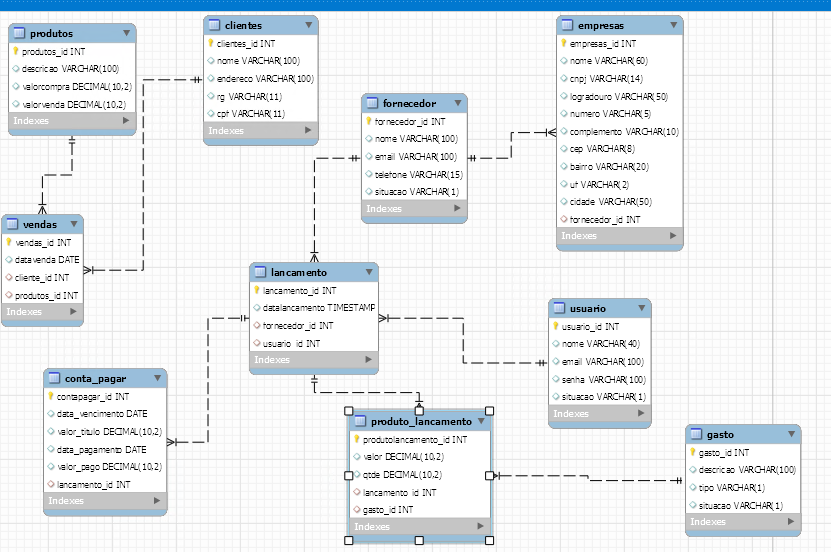 produtos
produtos_id INT
descricao VARCHAR(100)
valorcompra DECIMAL(10,2)
valorvenda DECIMAL(10,2)
Indexes
clientes
clientes_id INT
nome VARCHAR(100)
endereco VARCHAR(100)
rg VARCHAR(11)
cpf VARCHAR(11)
Indexes
empresas
empresas_id INT
nome VARCHAR(60)
cnpj VARCHAR(14)
logradouro VARCHAR(50)
numero VARCHAR(5)
complemento VARCHAR(10)
cep VARCHAR(8)
bairro VARCHAR(20)
uf VARCHAR(2)
cidade VARCHAR(50)
fornecedor_id INT
Indexes
fornecedor
fornecedor_id INT
nome VARCHAR(100)
email VARCHAR(100)
telefone VARCHAR(15)
situacao VARCHAR(1)
Indexes
vendas
vendas_id INT
datavenda DATE
cliente_id INT
produtos_id INT
Indexes
lancamento
lancamento_id INT
datalancamento TIMESTAMP
fornecedor_id INT
usuario_id INT
Indexes
usuario
usuario_id INT
nome VARCHAR(40)
email VARCHAR(100)
senha VARCHAR(100)
situacao VARCHAR(1)
Indexes
conta_pagar
contapagar_id INT
data_vencimento DATE
valor_titulo DECIMAL(10,2)
data_pagamento DATE
valor_pago DECIMAL(10,2)
lancamento_id INT
Indexes
produto_lancamento
produtolancamento_id INT
valor DECIMAL(10,2)
qtde DECIMAL(10,2)
lancamento_id INT
gasto_id INT
Indexes
gasto
gasto_id INT
descricao VARCHAR(100)
tipo VARCHAR(1)
situacao VARCHAR(1)
Indexes